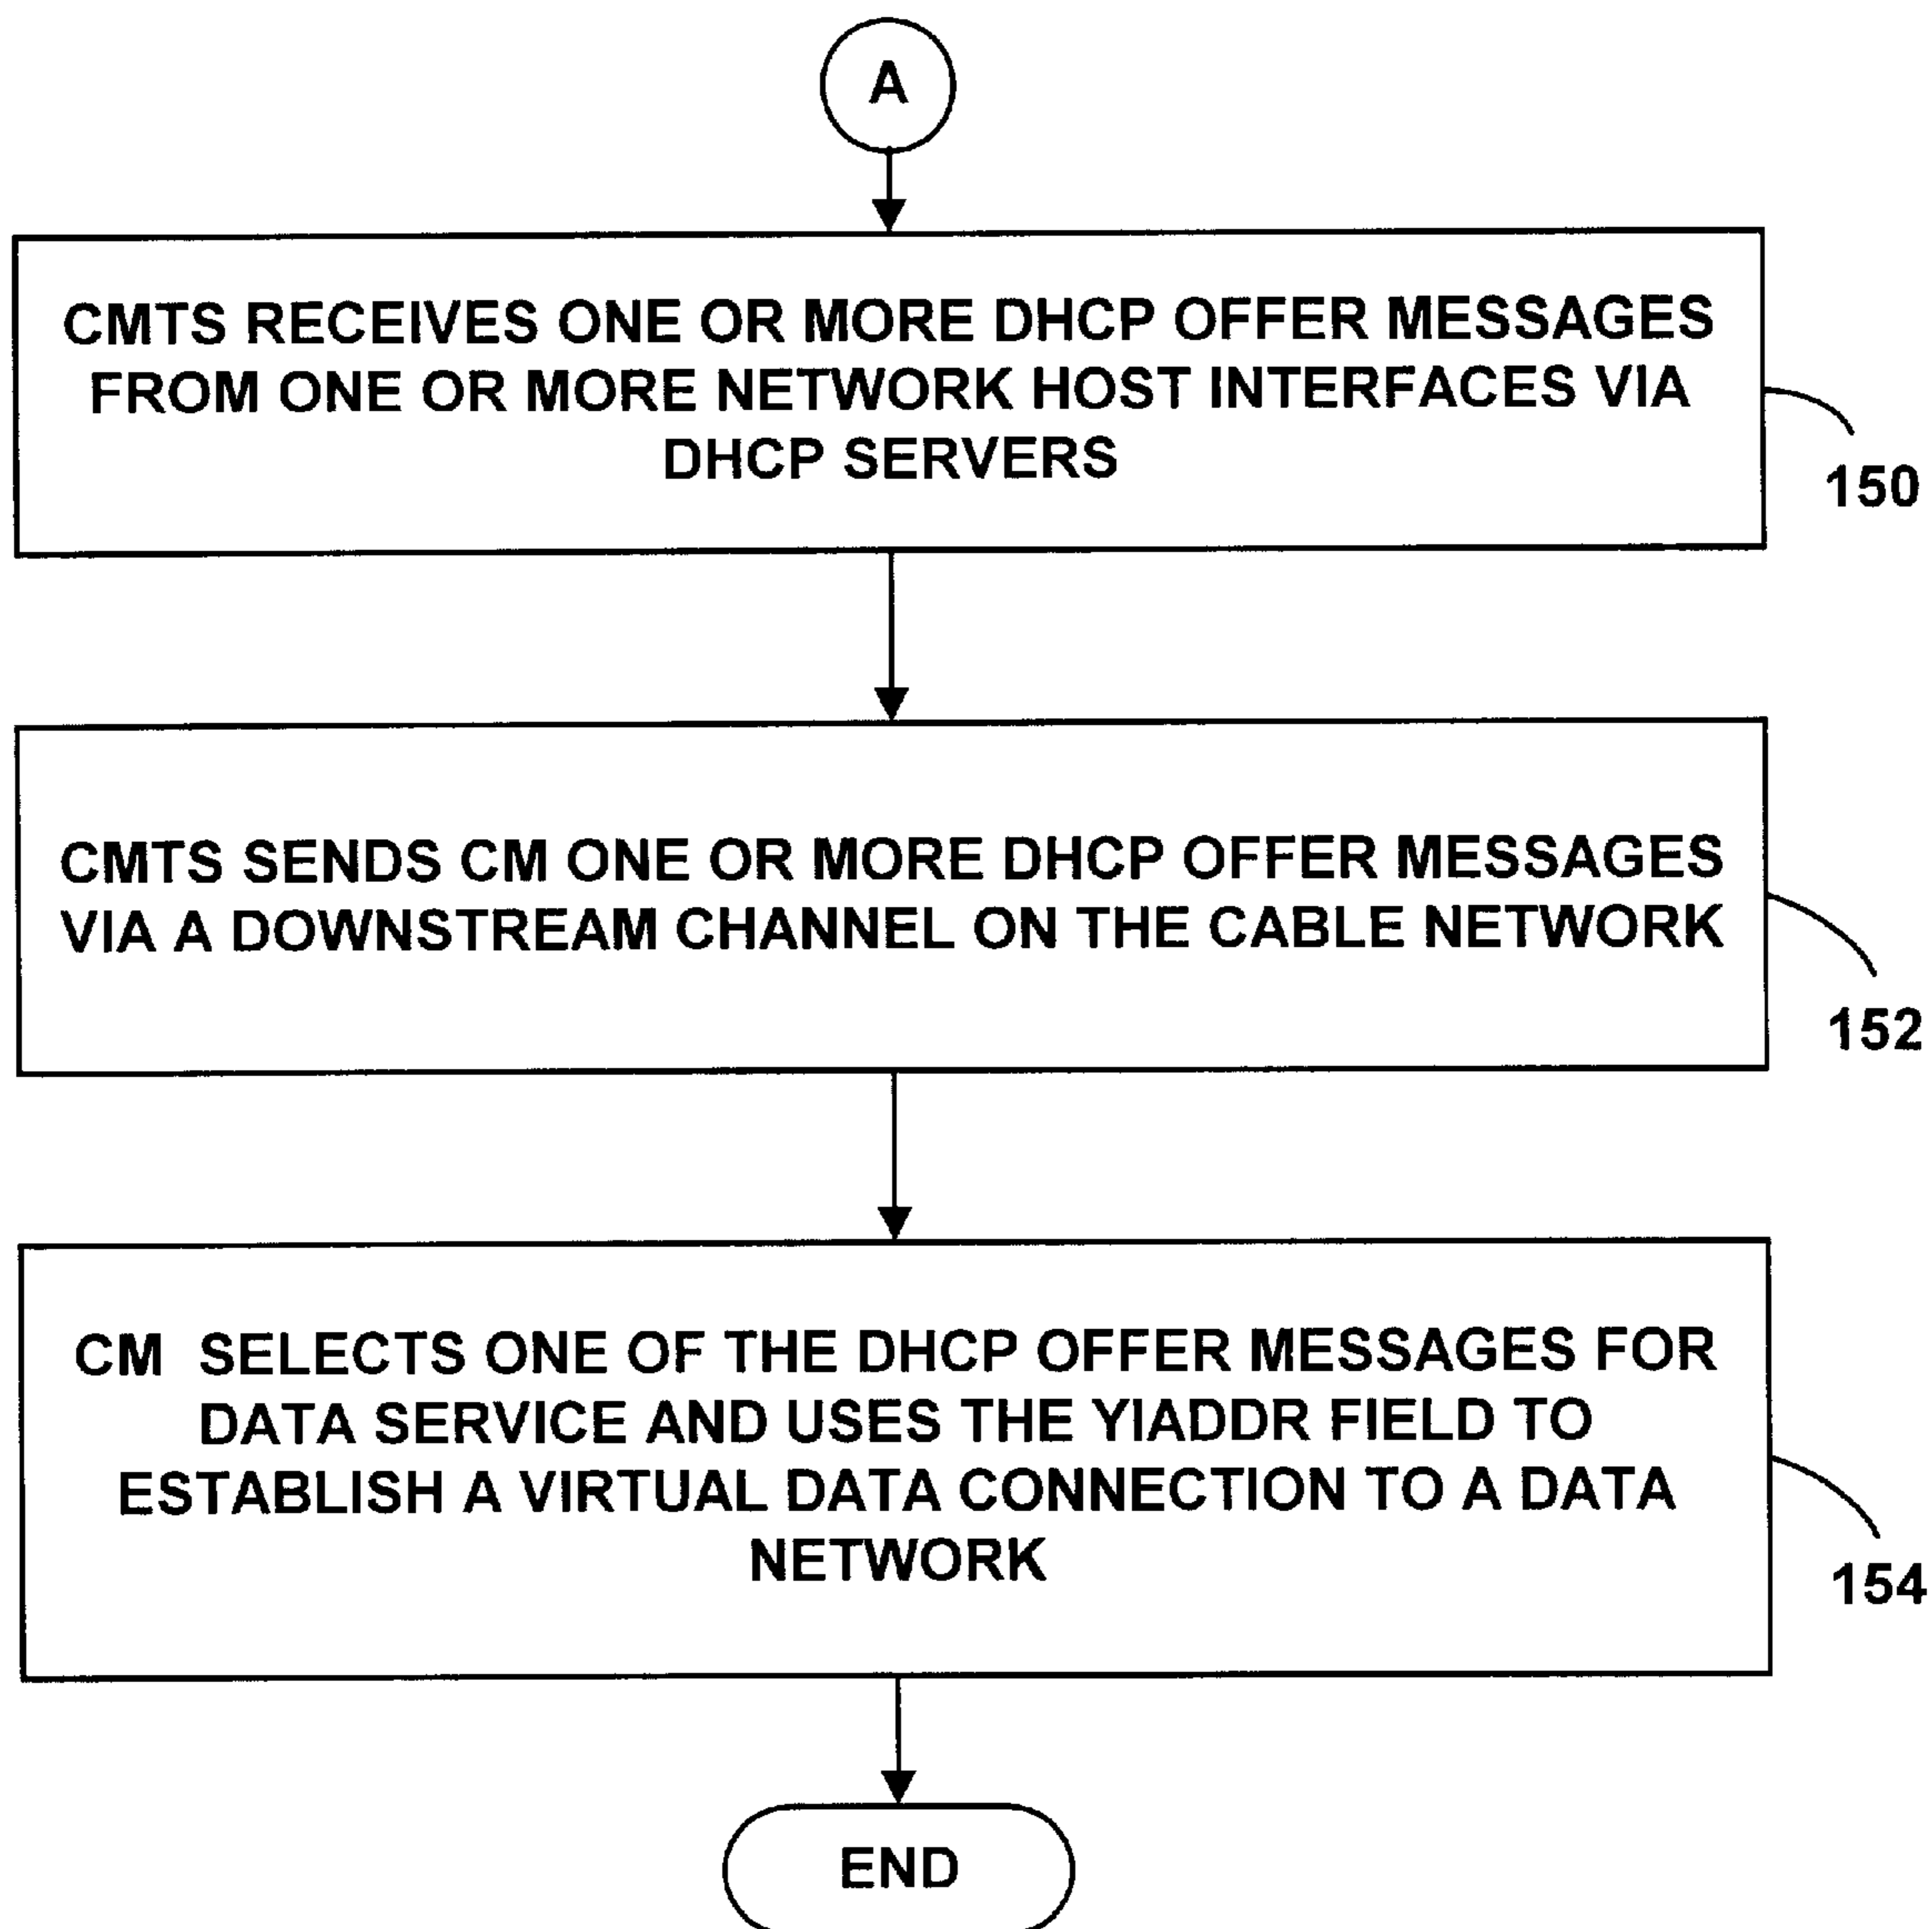 A
CMTS RECEIVES ONE OR MORE DHCP OFFER MESSAGES
FROM ONE OR MORE NETWORK HOST INTERFACES VIA
DHCP SERVERS
150
CMTS SENDS CM ONE OR MORE DHCP OFFER MESSAGES
VIA A DOWNSTREAM CHANNEL ON THE CABLE NETWORK
152
CM SELECTS ONE OF THE DHCP OFFER MESSAGES FOR
DATA SERVICE AND USES THE YIADDR FIELD TO
ESTABLISH A VIRTUAL DATA CONNECTION TO A DATA
NETWORK
154
END